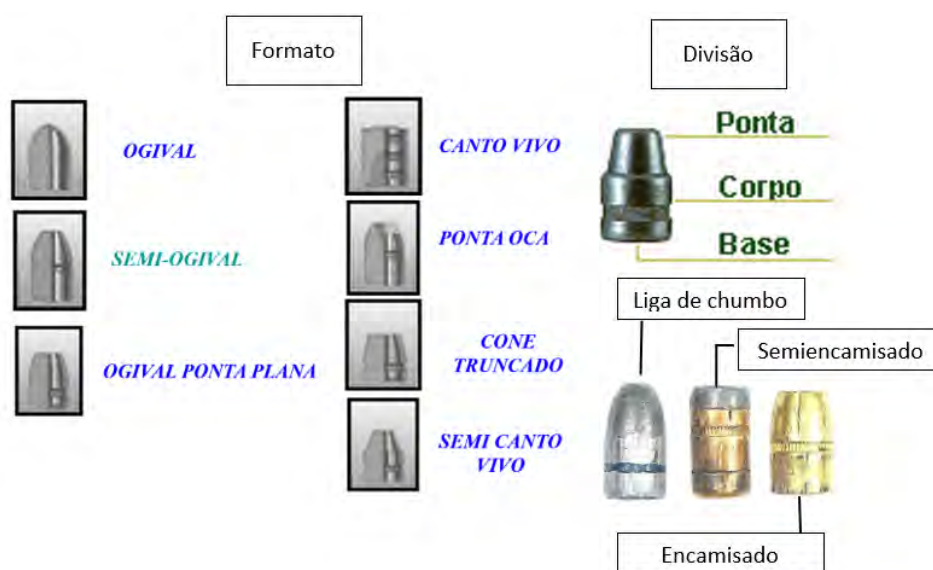 Formato
Divisão
OGIVAL
SEMI-OGIVAL
OGIVAL PONTA PLANA
CANTO VIVO
PONTA OCA
CONE
TRUNCADO
SEMI CANTO
VIVO
Ponta
Corpo
Base
Liga de chumbo
Semiencamisado
Encamisado